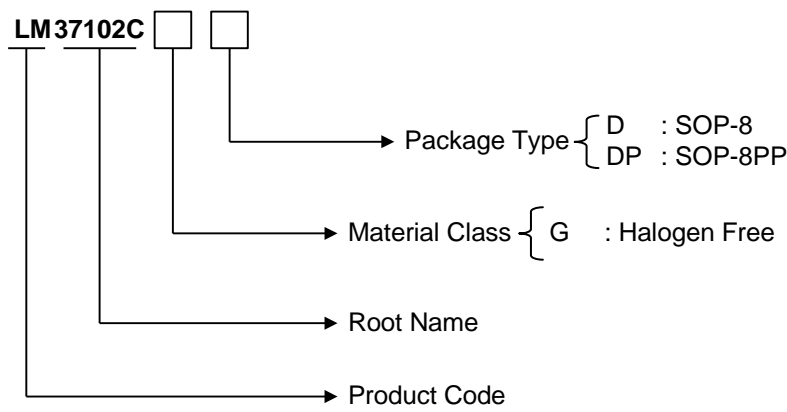 LM37102C
Package Type D : SOP-8
DP : SOP-8PP
Material Class G : Halogen Free
Root Name
Product Code